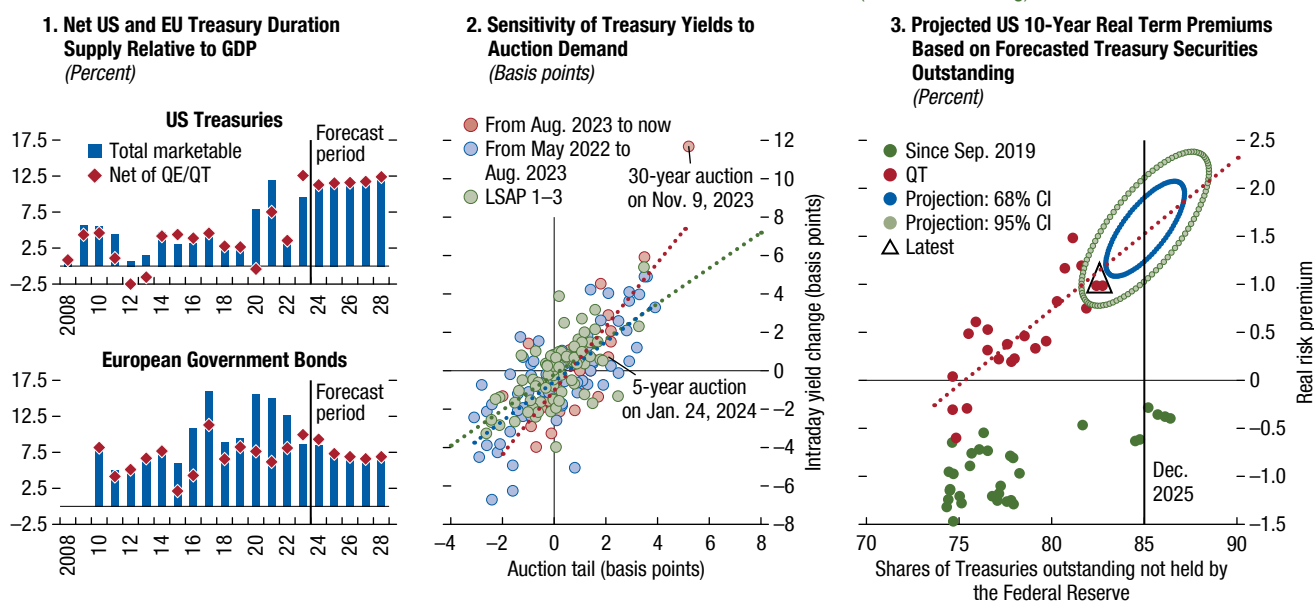 1. Net US and EU Treasury Duration
Supply Relative to GDP
(Percent)
US Treasuries
17.5
12.5
7.5
2.5
–2.5
Total marketable
Net of QE/QT
Forecast
period
2008
10
12
14
16
18
20
22
24
26
28
European Government Bonds
17.5
12.5
7.5
2.5
–2.5
Forecast
period
2008
10
12
14
16
18
20
22
24
26
28
2. Sensitivity of Treasury Yields to
Auction Demand
(Basis points)
From Aug. 2023 to now
From May 2022 to
Aug. 2023
LSAP 1–3
30-year auction
on Nov. 9, 2023
5-year auction
on Jan. 24, 2024
12
10
8
6
4
2
0
–2
–4
–6
–8
Intraday yield change (basis points)
–4
–2
0
2
4
6
8
Auction tail (basis points)
3. Projected US 10-Year Real Term Premiums
Based on Forecasted Treasury Securities
Outstanding
(Percent)
Since Sep. 2019
QT
Projection: 68% CI
Projection: 95% CI
Latest
Dec.
2025
2.5
2.0
1.5
1.0
0.5
0
–0.5
–1.0
–1.5
Real risk premium
70
75
80
85
90
Shares of Treasuries outstanding not held by
the Federal Reserve